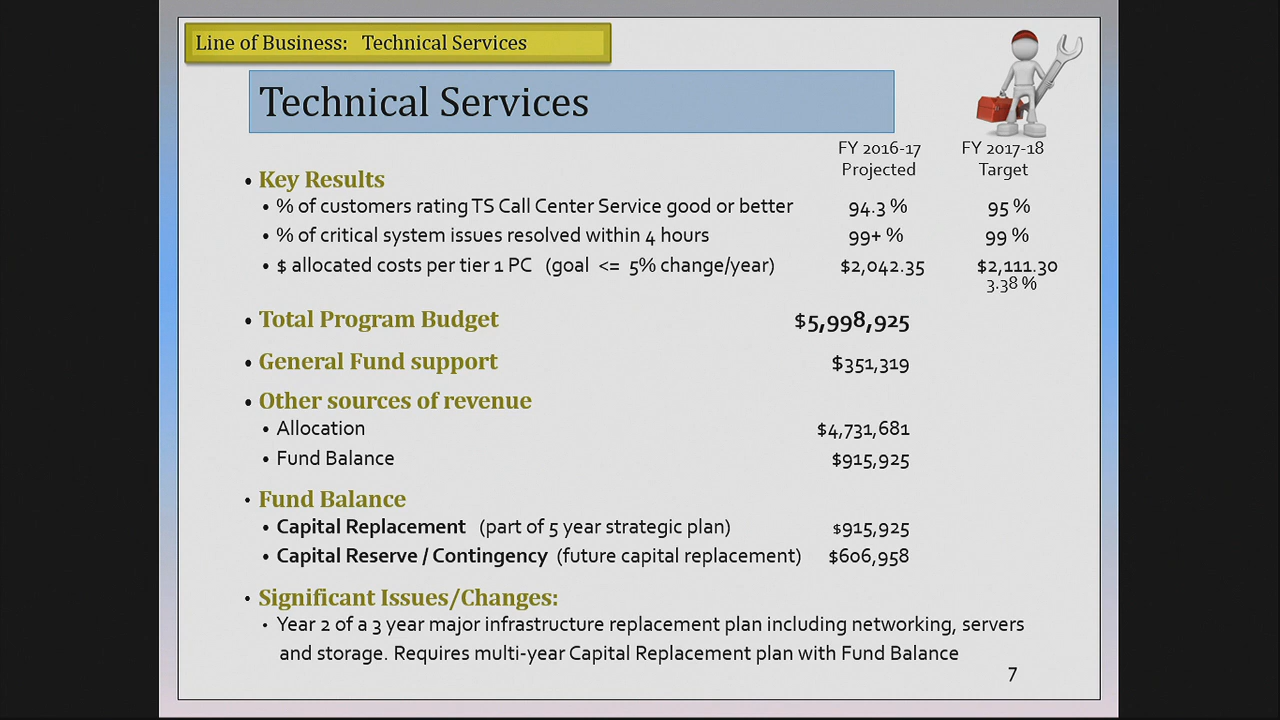 Line of Business:   Technical Services
Technical Services
FY 2016-17 Projected
FY 2017-18 Target
• Key Results
• % of customers rating TS Call Center Service good or better 94.3 % 95 %
• % of critical system issues resolved within 4 hours 99+ % 99 %
• $ allocated costs per tier 1 PC (goal <= 5% change/year) $2,042.35 $2,111.30
3.38 %
• Total Program Budget $5,998,925
• General Fund support $351,319
• Other sources of revenue
• Allocation $4,731,681
• Fund Balance $915,925
• Fund Balance
• Capital Replacement (part of 5 year strategic plan) $915,925
• Capital Reserve / Contingency (future capital replacement) $606,958
• Significant Issues/Changes:
• Year 2 of a 3 year major infrastructure replacement plan including networking, servers
and storage. Requires multi-year Capital Replacement plan with Fund Balance
7